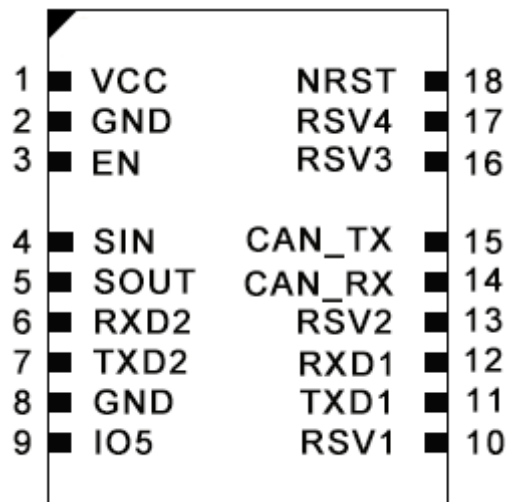 1 VCC NRST 18
2 GND RSV4 17
3 EN RSV3 16
4 SIN CAN_TX 15
5 SOUT CAN_RX 14
6 RXD2 RSV2 13
7 TXD2 RXD1 12
8 GND TXD1 11
9 IO5 RSV1 10